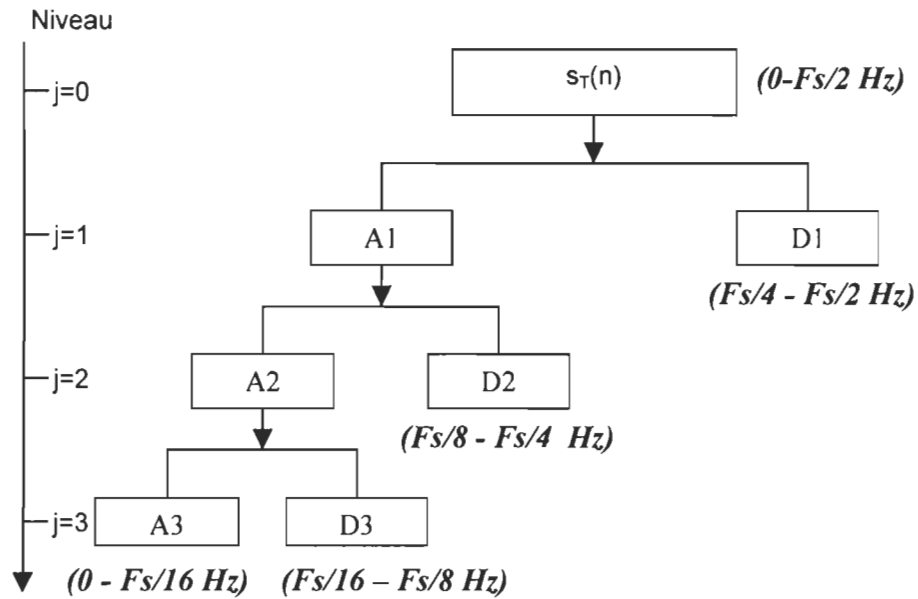 Niveau
j=0
s_T(n)
(0-Fs/2 Hz)
j=1
A1
D1
(Fs/4 - Fs/2 Hz)
j=2
A2
D2
(Fs/8 - Fs/4 Hz)
j=3
A3
D3
(0 - Fs/16 Hz)
(Fs/16 – Fs/8 Hz)